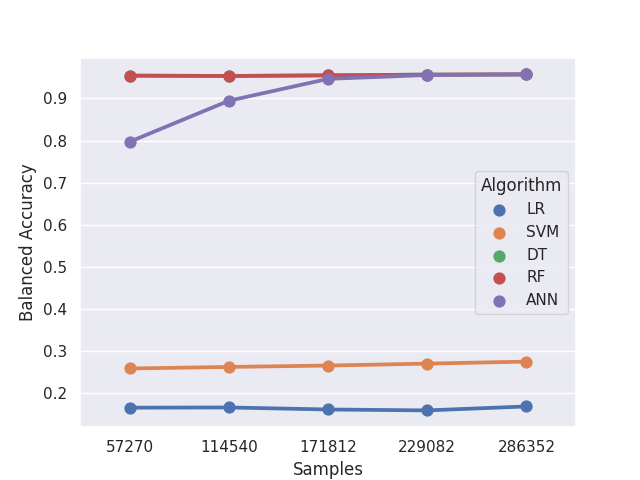 Balanced Accuracy
0.9
0.8
0.7
0.6
0.5
0.4
0.3
0.2
Algorithm
LR
SVM
DT
RF
ANN
57270 114540 171812 229082 286352
Samples